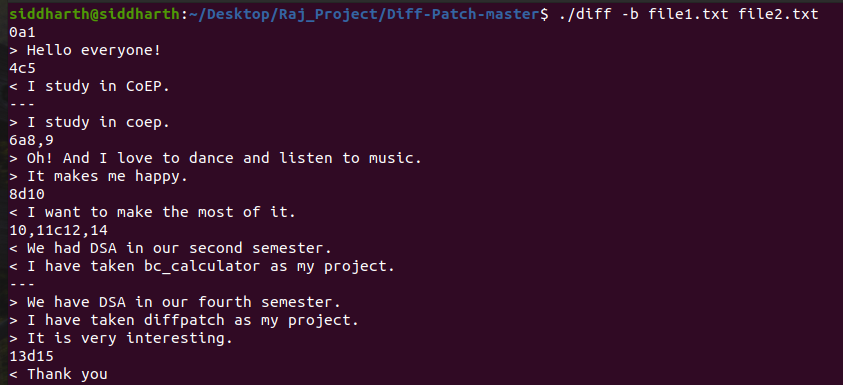 siddharth@siddharth:~/Desktop/Raj_Project/Diff-Patch-master$ ./diff -b file1.txt file2.txt
0a1
> Hello everyone!
4c5
< I study in CoEP.
---
> I study in coep.
6a8,9
> Oh! And I love to dance and listen to music.
> It makes me happy.
8d10
< I want to make the most of it.
10,11c12,14
< We had DSA in our second semester.
< I have taken bc_calculator as my project.
---
> We have DSA in our fourth semester.
> I have taken diffpatch as my project.
> It is very interesting.
13d15
< Thank you